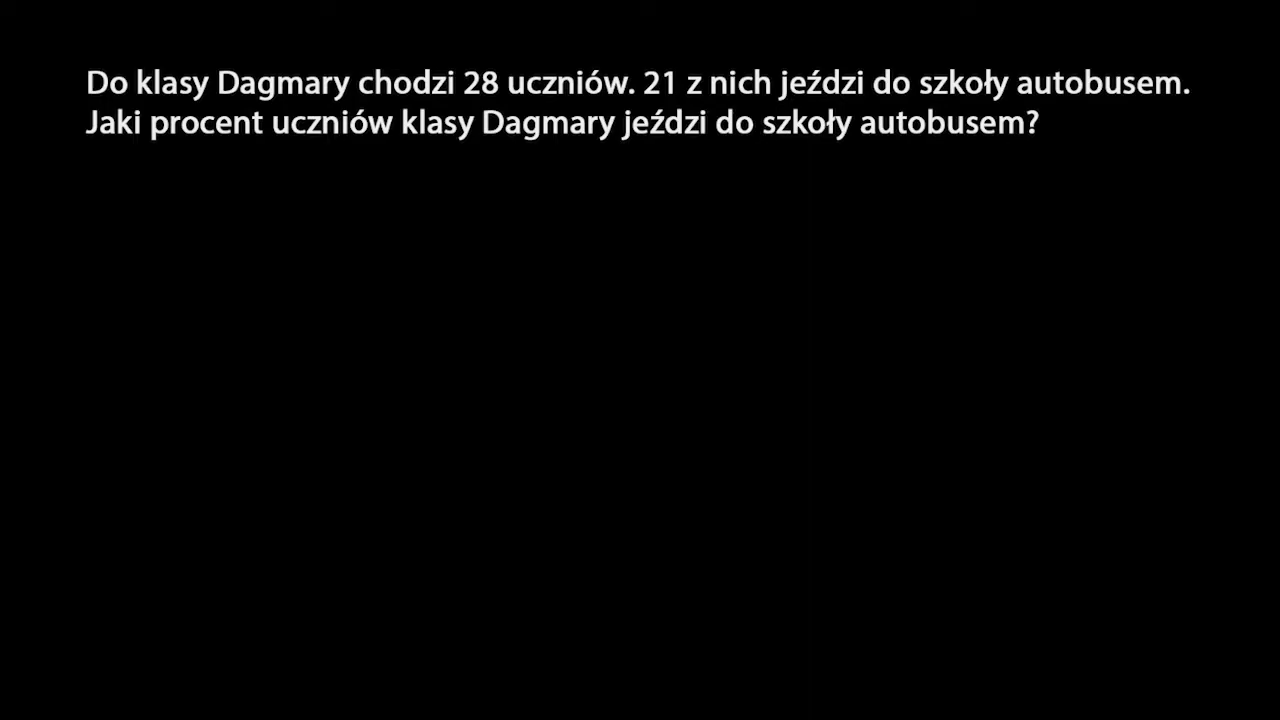 Do klasy Dagmary chodzi 28 uczniów. 21 z nich jeździ do szkoły autobusem.
Jaki procent uczniów klasy Dagmary jeździ do szkoły autobusem?